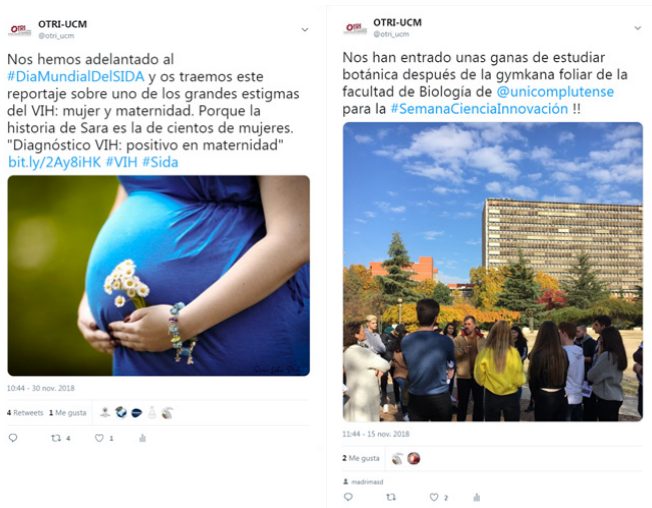 OTRI-UCM
@otri_ucm
Nos hemos adelantado al
#DiaMundialDelSIDA y os traemos este
reportaje sobre uno de los grandes estigmas
del VIH: mujer y maternidad. Porque la
historia de Sara es la de cientos de mujeres.
"Diagnóstico VIH: positivo en maternidad"
bit.ly/2Ay8iHK #VIH #Sida
10:44 - 30 nov. 2018
4 Retweets 1 Me gusta
4 1
OTRI-UCM
@otri_ucm
Nos han entrado unas ganas de estudiar
botánica después de la gymkana foliar de la
facultad de Biología de @unicomplutense
para la #SemanaCienciaInnovación !!
11:44 - 15 nov. 2018
2 Me gusta
madrimasd
2